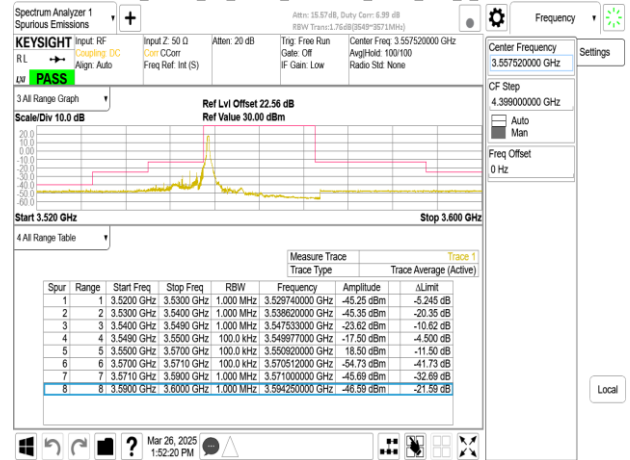 Spectrum Analyzer 1
Spurious Emissions
Attn: 15.57dB, Duty Corr: 6.99 dB
RBW Trans:1.76dB(3549~3571MHz)
Frequency
KEYSIGHT
RL
LXI
PASS
Input: RF
Coupling: DC
Align: Auto
Input Z: 50 Ω
Corr CCorr
Freq Ref: Int (S)
Atten: 20 dB
Trig: Free Run
Gate: Off
IF Gain: Low
Center Freq: 3.557520000 GHz
Avg|Hold: 100/100
Radio Std: None
Center Frequency
3.557520000 GHz
Settings
CF Step
4.399000000 GHz
Auto
Man
Freq Offset
0 Hz
3 All Range Graph
Scale/Div 10.0 dB
Ref Lvl Offset 22.56 dB
Ref Value 30.00 dBm
20.0
10.0
0.00
-10.0
-20.0
-30.0
-40.0
-50.0
-60.0
Start 3.520 GHz
Stop 3.600 GHz
4 All Range Table
Measure Trace Trace 1
Trace Type Trace Average (Active)
Spur Range Start Freq Stop Freq RBW Frequency Amplitude ΔLimit
1 1 3.5200 GHz 3.5300 GHz 1.000 MHz 3.529740000 GHz -45.25 dBm -5.245 dB
2 2 3.5300 GHz 3.5400 GHz 1.000 MHz 3.538620000 GHz -45.35 dBm -20.35 dB
3 3 3.5400 GHz 3.5490 GHz 1.000 MHz 3.547533000 GHz -23.62 dBm -10.62 dB
4 4 3.5490 GHz 3.5500 GHz 100.0 kHz 3.549977000 GHz -17.50 dBm -4.500 dB
5 5 3.5500 GHz 3.5700 GHz 100.0 kHz 3.550920000 GHz 18.50 dBm -11.50 dB
6 6 3.5700 GHz 3.5710 GHz 100.0 kHz 3.570512000 GHz -54.73 dBm -41.73 dB
7 7 3.5710 GHz 3.5900 GHz 1.000 MHz 3.571000000 GHz -45.69 dBm -32.69 dB
8 8 3.5900 GHz 3.6000 GHz 1.000 MHz 3.594250000 GHz -46.59 dBm -21.59 dB
Local
Mar 26, 2025
1:52:20 PM